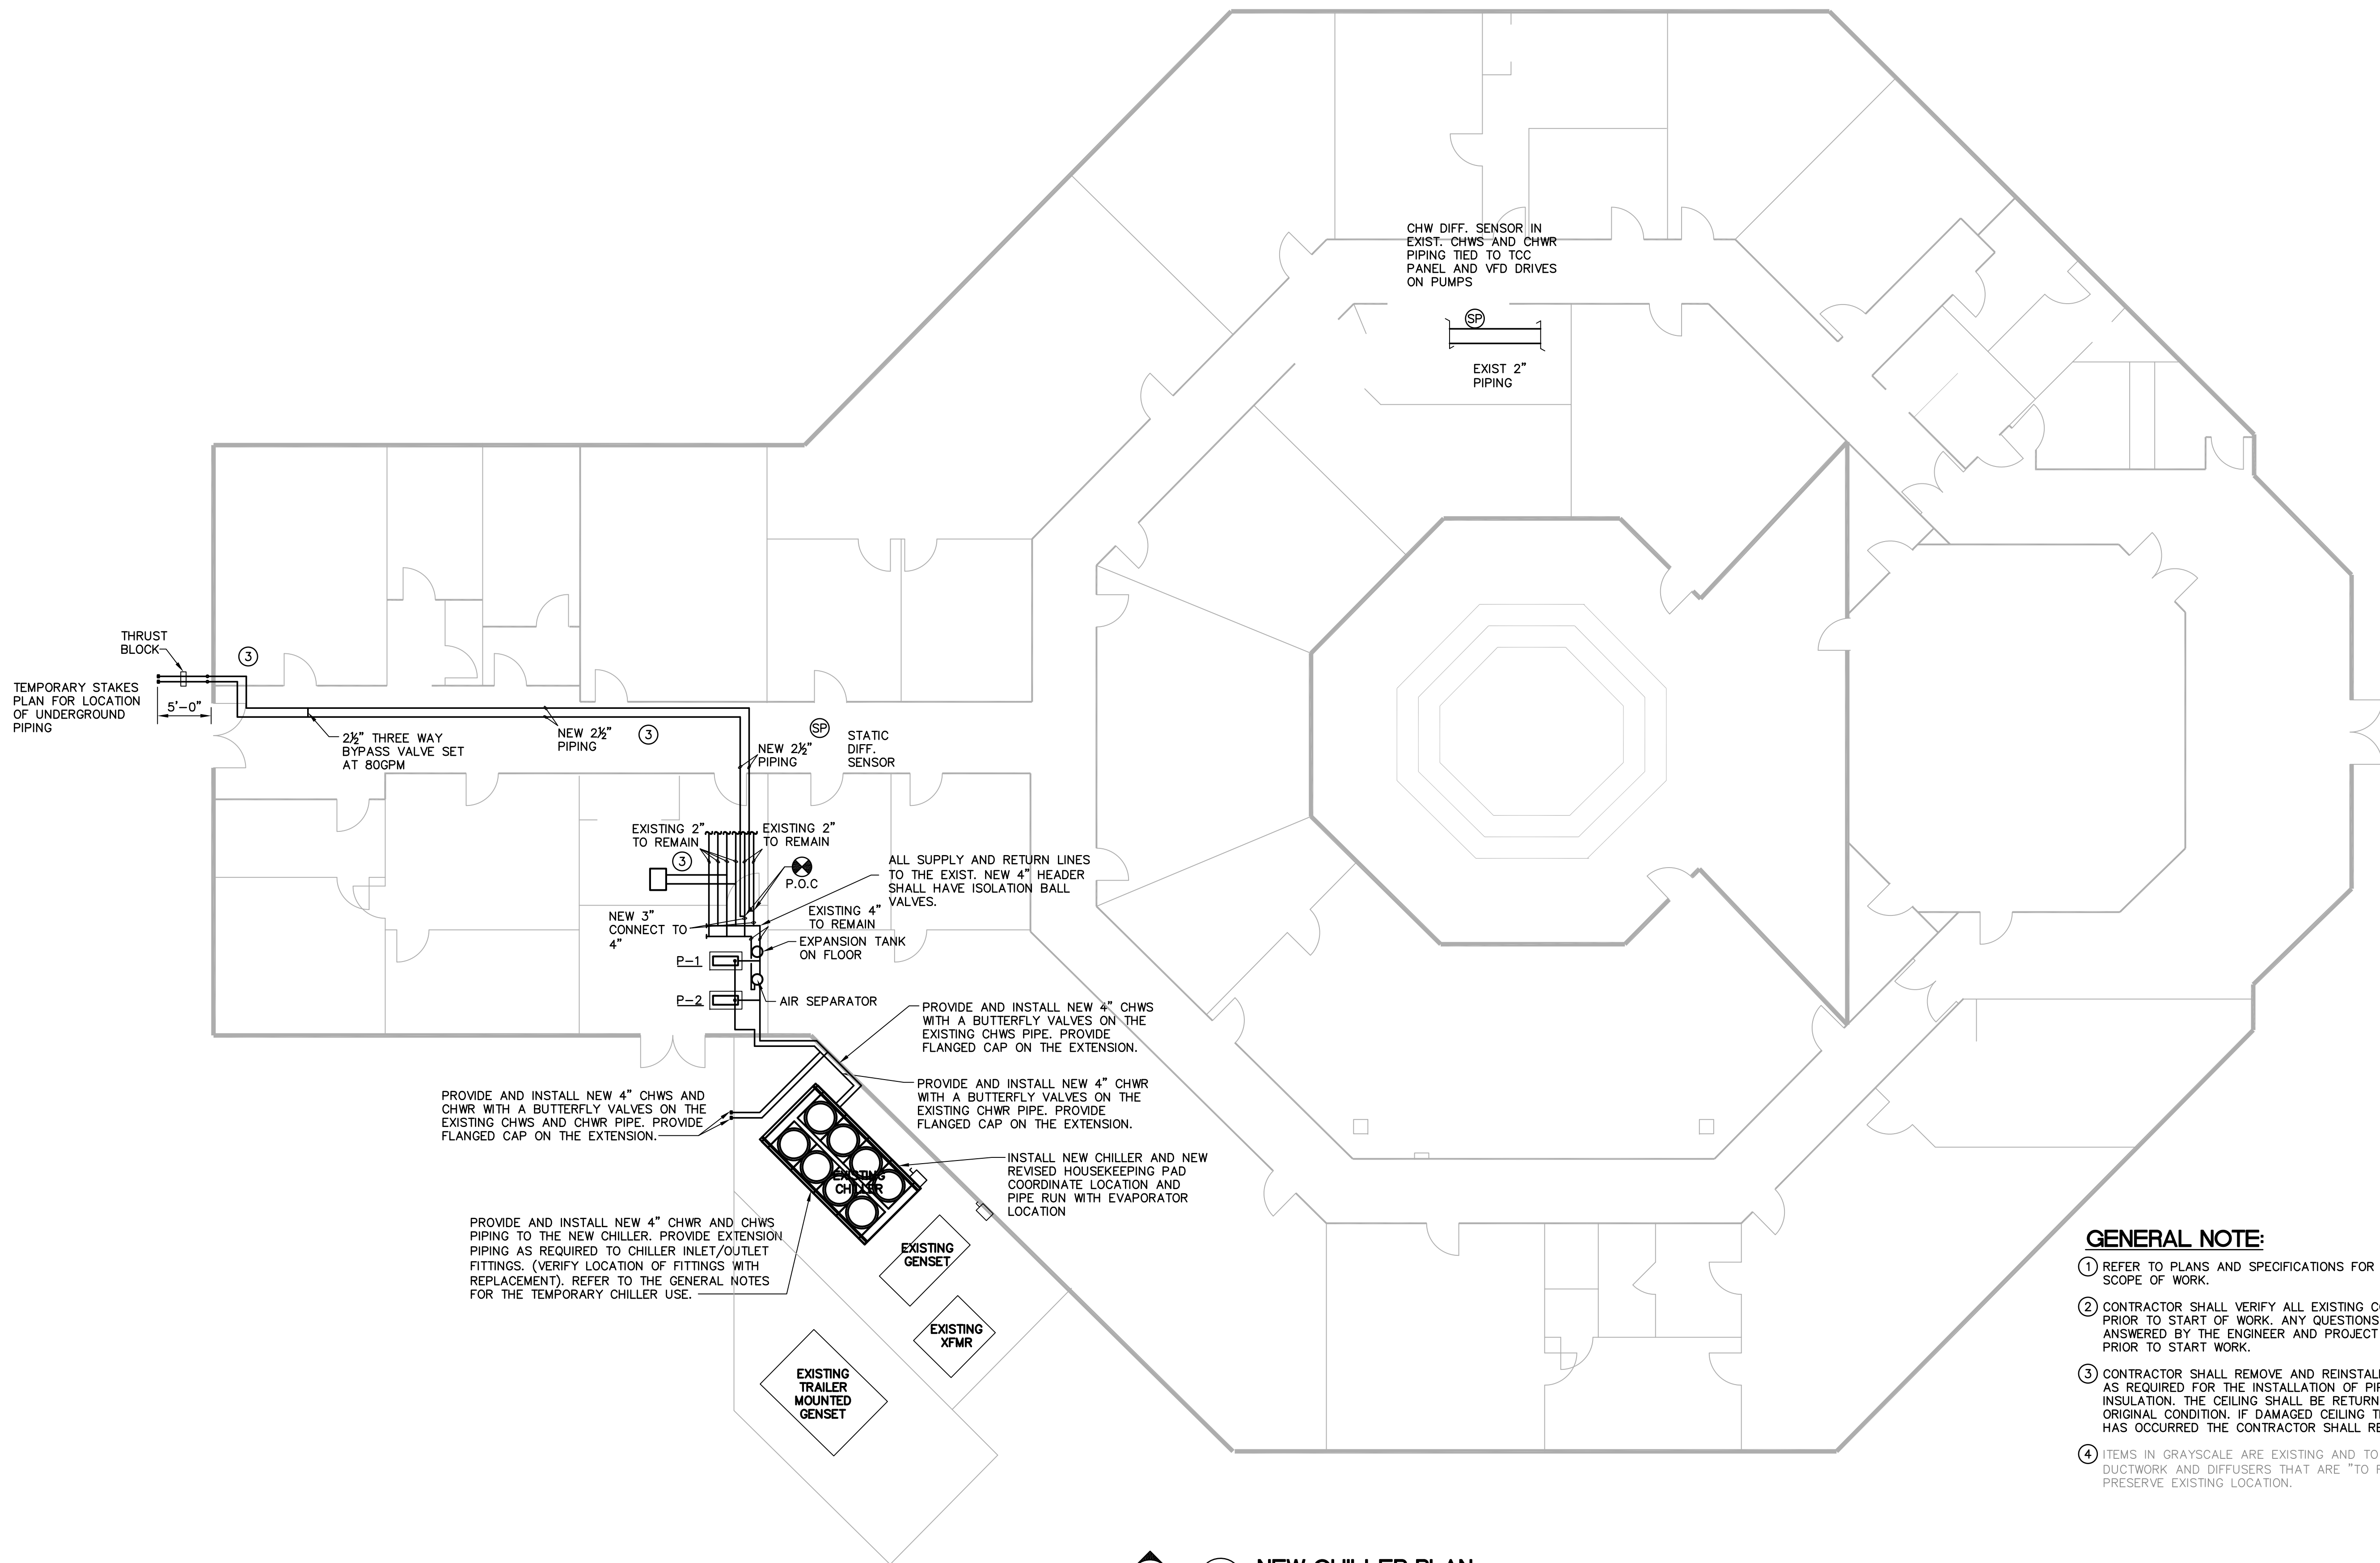 CHW DIFF. SENSOR IN
EXIST. CHWS AND CHWR
PIPING TIED TO TCC
PANEL AND VFD DRIVES
ON PUMPS
SP
EXIST 2"
PIPING
THRUST
BLOCK
3
TEMPORARY STAKES
PLAN FOR LOCATION
OF UNDERGROUND
PIPING
5'-0"
2½" THREE WAY
BYPASS VALVE SET
AT 80GPM
NEW 2½"
PIPING
3
NEW 2½"
PIPING
SP
STATIC
DIFF.
SENSOR
EXISTING 2"
TO REMAIN
EXISTING 2"
TO REMAIN
3
P.O.C
ALL SUPPLY AND RETURN LINES
TO THE EXIST. NEW 4" HEADER
SHALL HAVE ISOLATION BALL
VALVES.
NEW 3"
CONNECT TO
4"
EXISTING 4"
TO REMAIN
EXPANSION TANK
ON FLOOR
P-1
P-2
AIR SEPARATOR
PROVIDE AND INSTALL NEW 4" CHWS
WITH A BUTTERFLY VALVES ON THE
EXISTING CHWS PIPE. PROVIDE
FLANGED CAP ON THE EXTENSION.
PROVIDE AND INSTALL NEW 4" CHWR
WITH A BUTTERFLY VALVES ON THE
EXISTING CHWR PIPE. PROVIDE
FLANGED CAP ON THE EXTENSION.
PROVIDE AND INSTALL NEW 4" CHWS AND
CHWR WITH A BUTTERFLY VALVES ON THE
EXISTING CHWS AND CHWR PIPE. PROVIDE
FLANGED CAP ON THE EXTENSION.
INSTALL NEW CHILLER AND NEW
REVISED HOUSEKEEPING PAD
COORDINATE LOCATION AND
PIPE RUN WITH EVAPORATOR
LOCATION
EXISTING
CHILLER
PROVIDE AND INSTALL NEW 4" CHWR AND CHWS
PIPING TO THE NEW CHILLER. PROVIDE EXTENSION
PIPING AS REQUIRED TO CHILLER INLET/OUTLET
FITTINGS. (VERIFY LOCATION OF FITTINGS WITH
REPLACEMENT). REFER TO THE GENERAL NOTES
FOR THE TEMPORARY CHILLER USE.
EXISTING
GENSET
EXISTING
XFMR
EXISTING
TRAILER
MOUNTED
GENSET
GENERAL NOTE:
1 REFER TO PLANS AND SPECIFICATIONS FOR
SCOPE OF WORK.
2 CONTRACTOR SHALL VERIFY ALL EXISTING
PRIOR TO START OF WORK. ANY QUESTIONS
ANSWERED BY THE ENGINEER AND PROJECT
PRIOR TO START WORK.
3 CONTRACTOR SHALL REMOVE AND REINSTALL
AS REQUIRED FOR THE INSTALLATION OF
INSULATION. THE CEILING SHALL BE RETURN
ORIGINAL CONDITION. IF DAMAGED CEILING
HAS OCCURRED THE CONTRACTOR SHALL
4 ITEMS IN GRAYSCALE ARE EXISTING AND TO
DUCTWORK AND DIFFUSERS THAT ARE "TO
PRESERVE EXISTING LOCATION.
NEW CHILLER PLAN